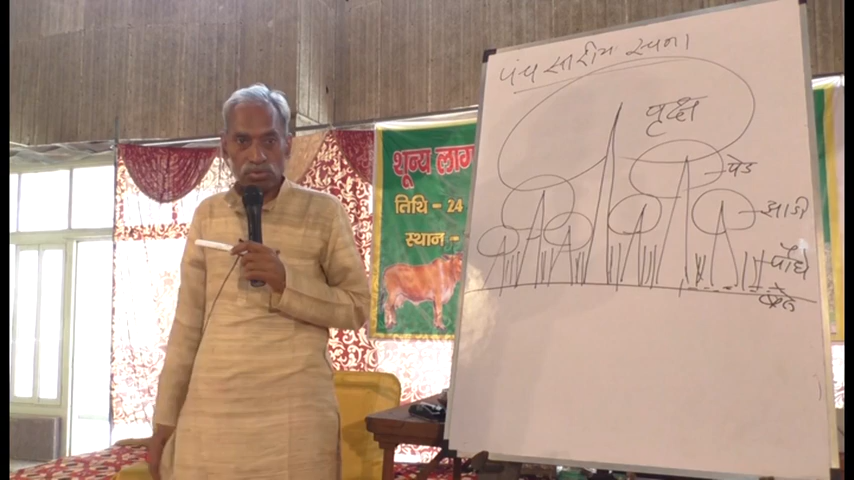 शून्य लाग
तिथि - 24
स्थान -
पंच स्तरीय रचना
वृक्ष
पेड
झाडी
पौधे